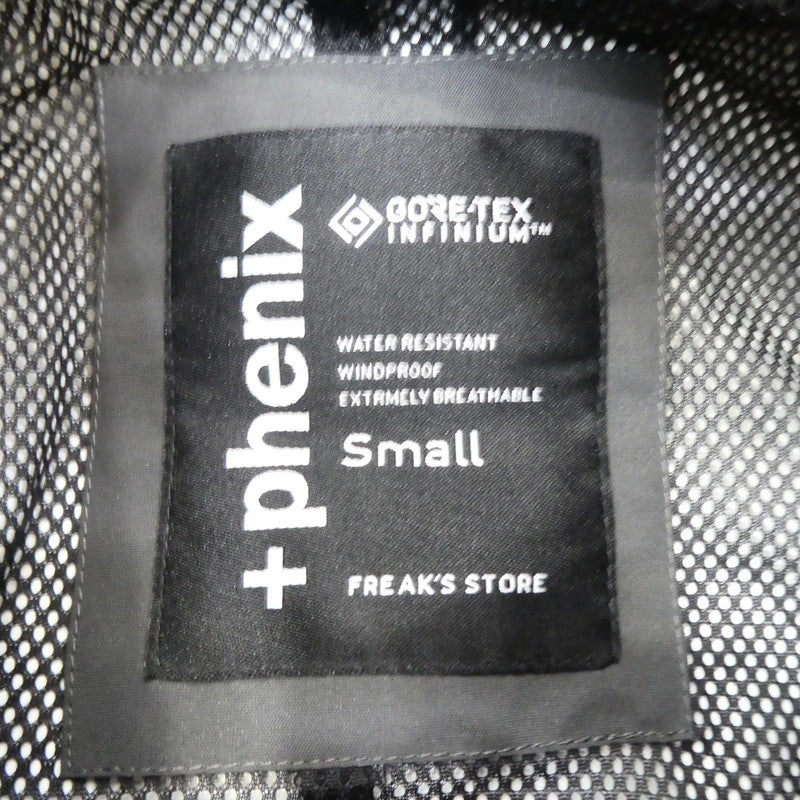 +phenix
GORE-TEX
INFINIUM™
WATER RESISTANT
WINDPROOF
EXTRMELY BREATHABLE
Small
FREAK'S STORE